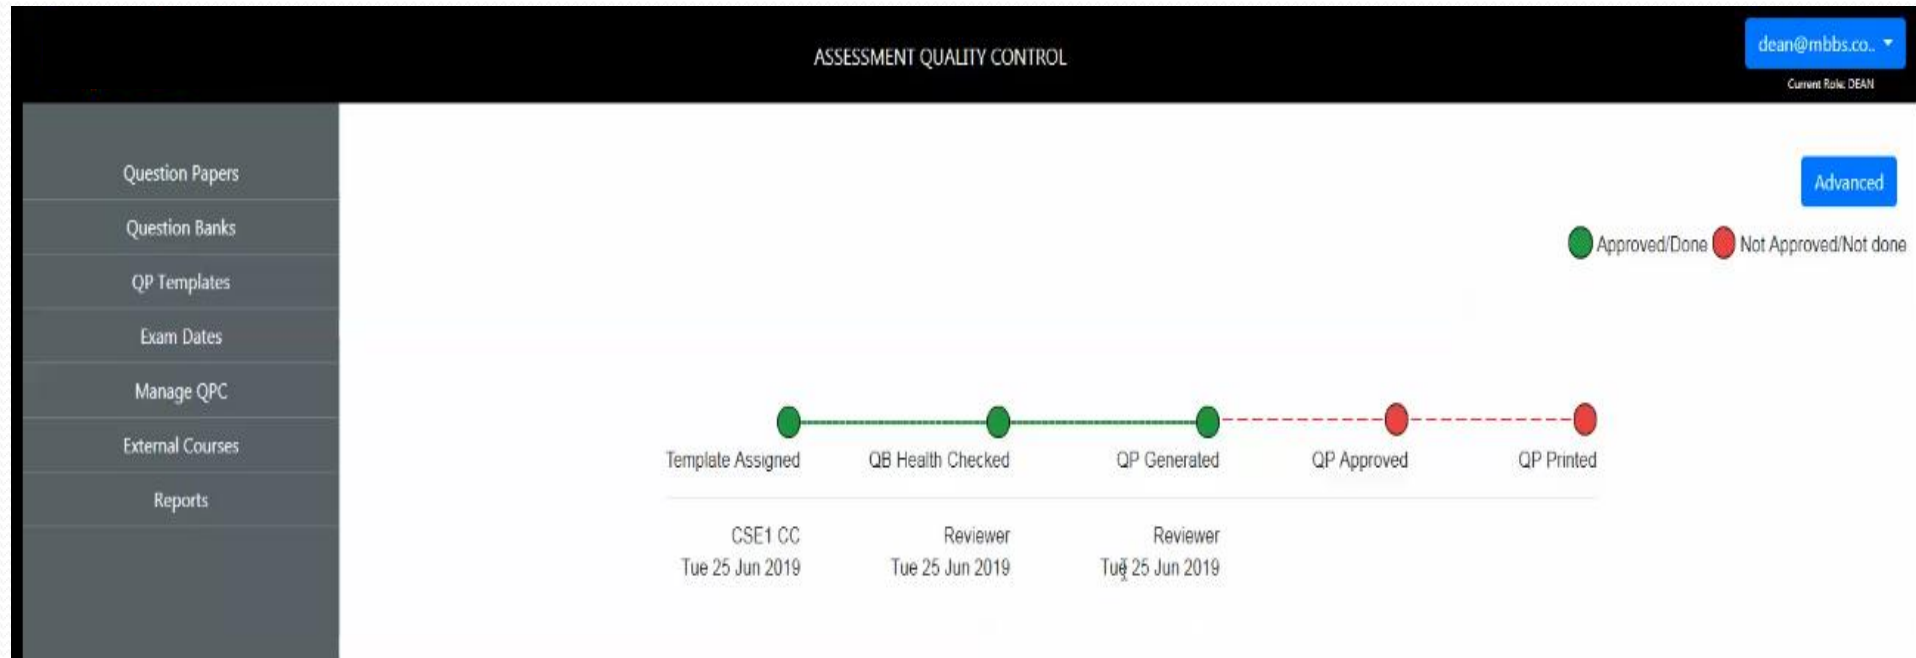 ASSESSMENT QUALITY CONTROL
dean@mbbs.co..
Current Role: DEAN
Question Papers
Question Banks
QP Templates
Exam Dates
Manage QPC
External Courses
Reports
Advanced
Approved/Done Not Approved/Not done
Template Assigned QB Health Checked QP Generated QP Approved QP Printed
CSE1 CC Reviewer Reviewer
Tue 25 Jun 2019 Tue 25 Jun 2019 Tue 25 Jun 2019